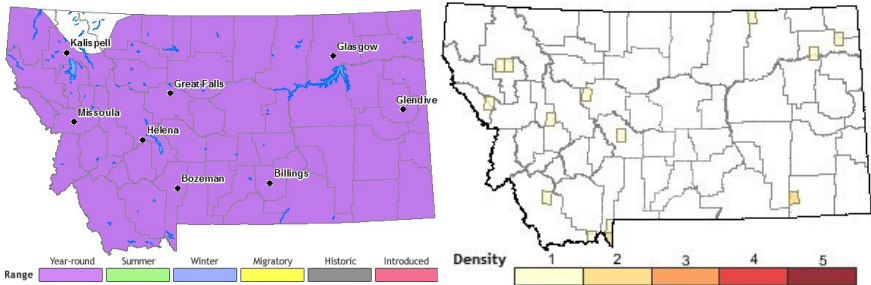 Kalispell
Glasgow
Great Falls
Glendive
Missoula
Helena
Bozeman
Billings
Range
Year-round
Summer
Winter
Migratory
Historic
Introduced
Density
1
2
3
4
5